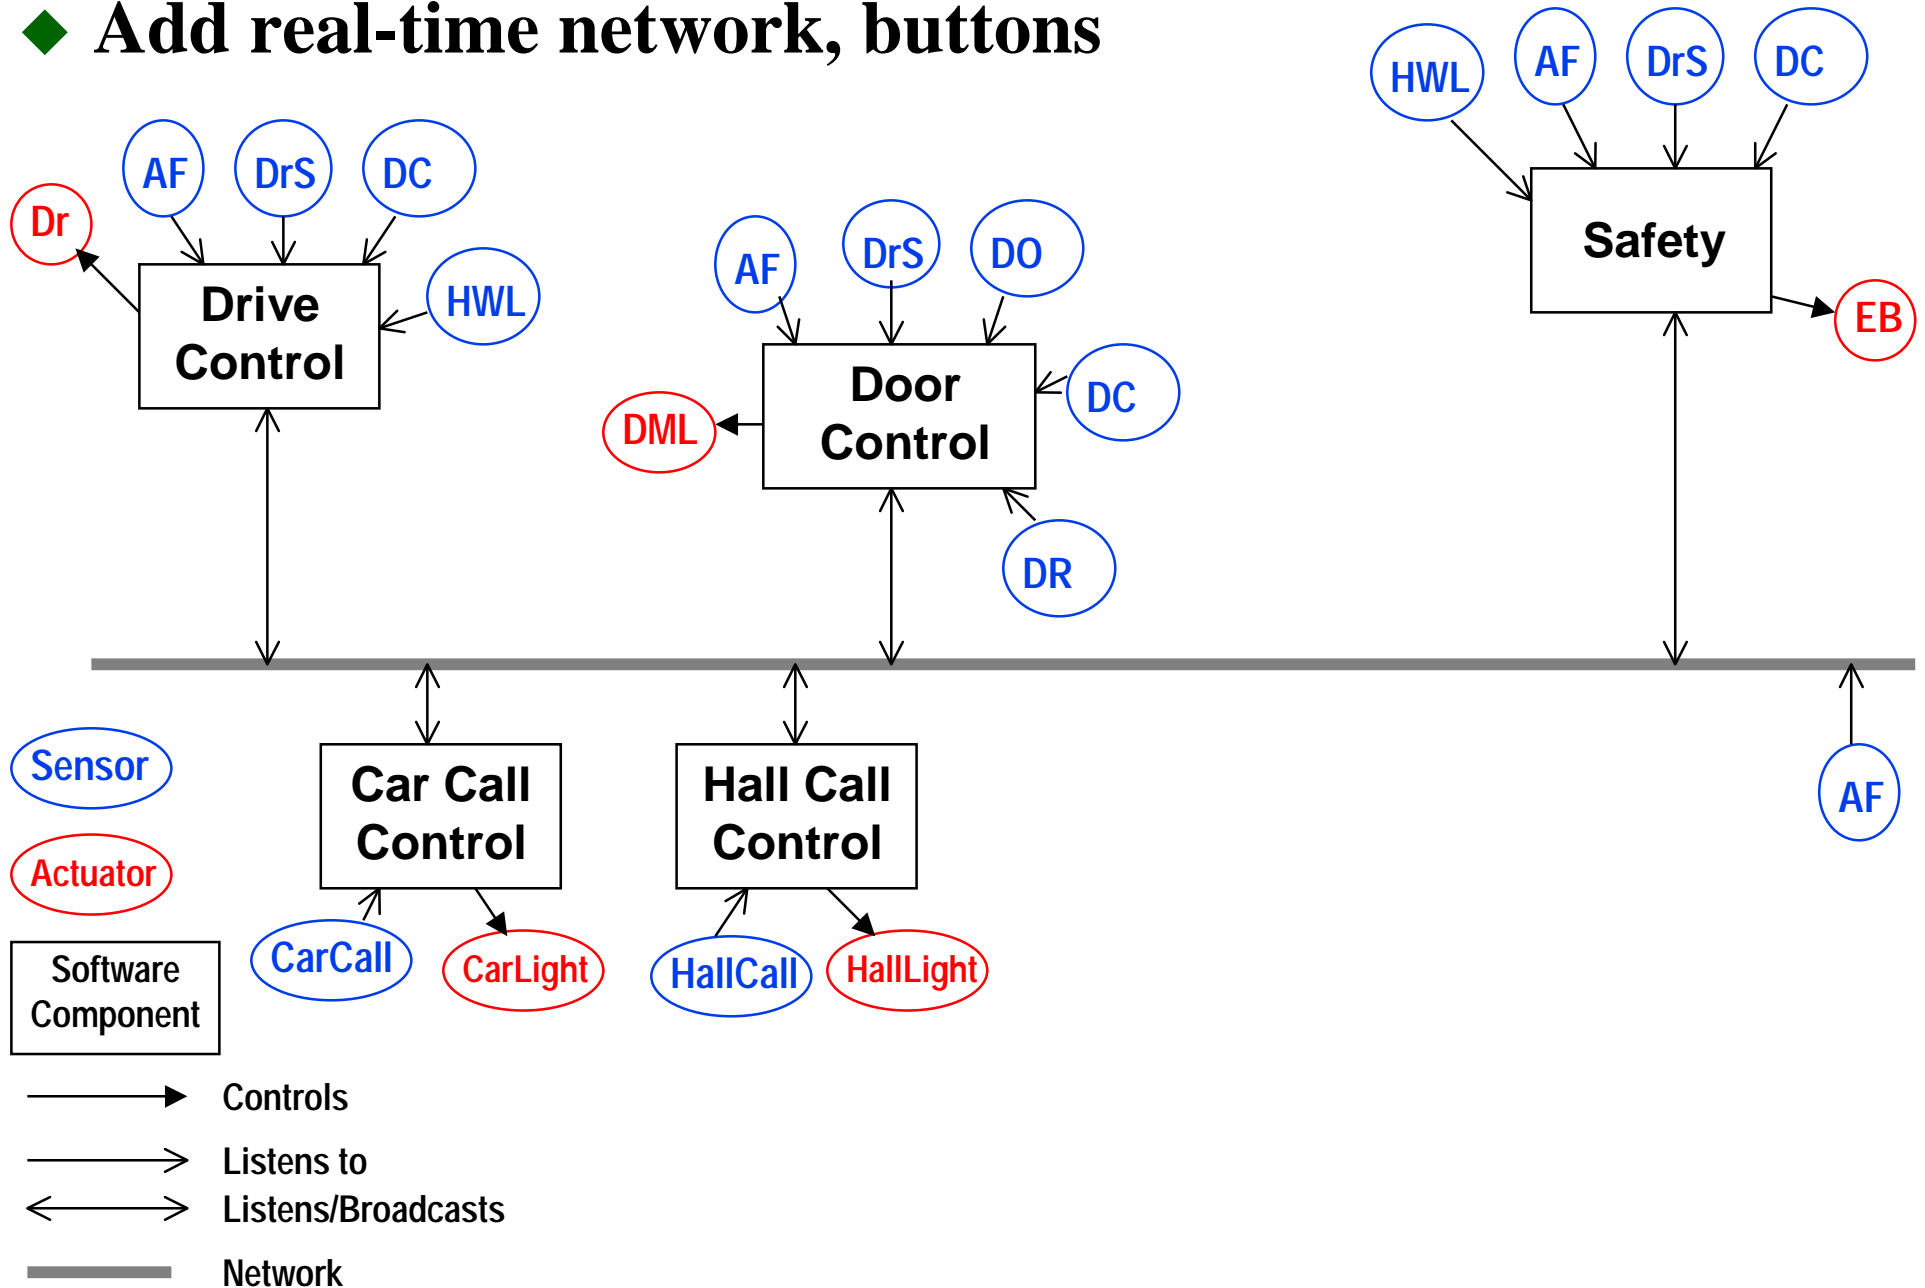 Add real-time network, buttons
HWL
AF
DrS
DC
Safety
EB
AF
DrS
DC
Dr
HWL
Drive
Control
AF
DrS
DO
DC
DML
Door
Control
DR
Sensor
Actuator
Software
Component
Car Call
Control
CarCall
CarLight
Hall Call
Control
HallCall
HallLight
AF
Controls
Listens to
Listens/Broadcasts
Network